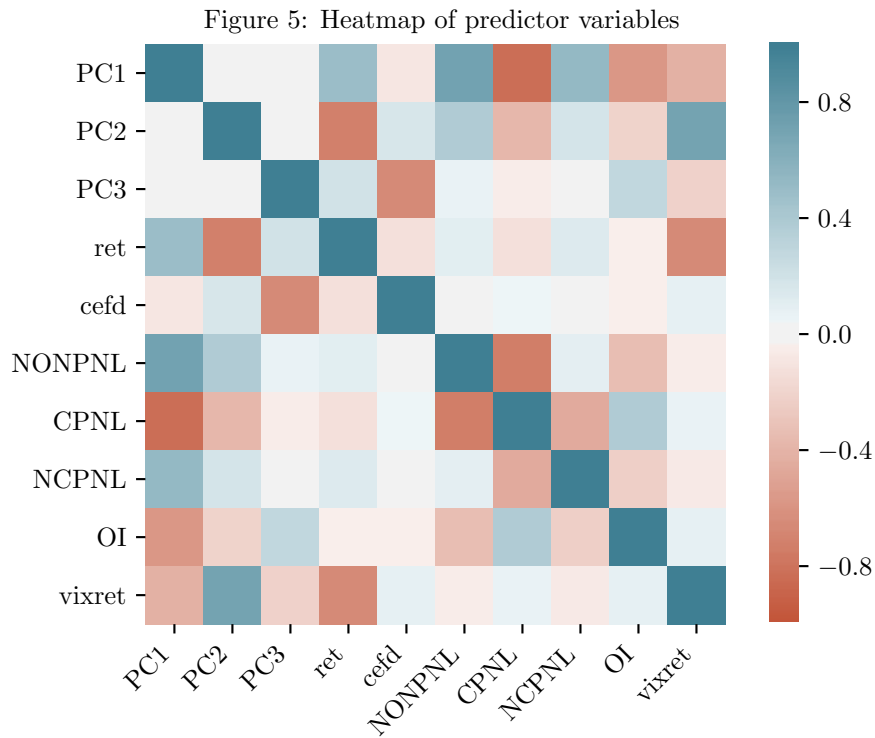 Figure 5: Heatmap of predictor variables
PC1
PC2
PC3
ret
cefd
NONPNL
CPNL
NCPNL
OI
vixret
PC1
PC2
PC3
ret
cefd
NONPNL
CPNL
NCPNL
OI
vixret
0.8
0.4
0.0
−0.4
−0.8